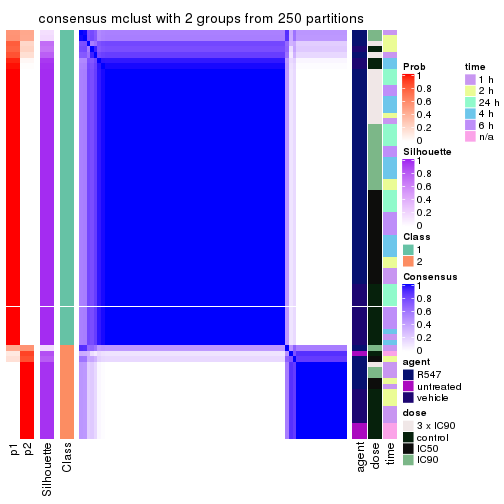 consensus mclust with 2 groups from 250 partitions
Prob
1
0.8
0.6
0.4
0.2
0
Silhouette
1
0.8
0.6
0.4
0.2
0
Class
1
2
Consensus
1
0.8
0.6
0.4
0.2
0
agent
R547
untreated
vehicle
dose
3 x IC90
control
IC50
IC90
time
1 h
2 h
24 h
4 h
6 h
n/a
p1
p2
Silhouette
Class
agent
dose
time